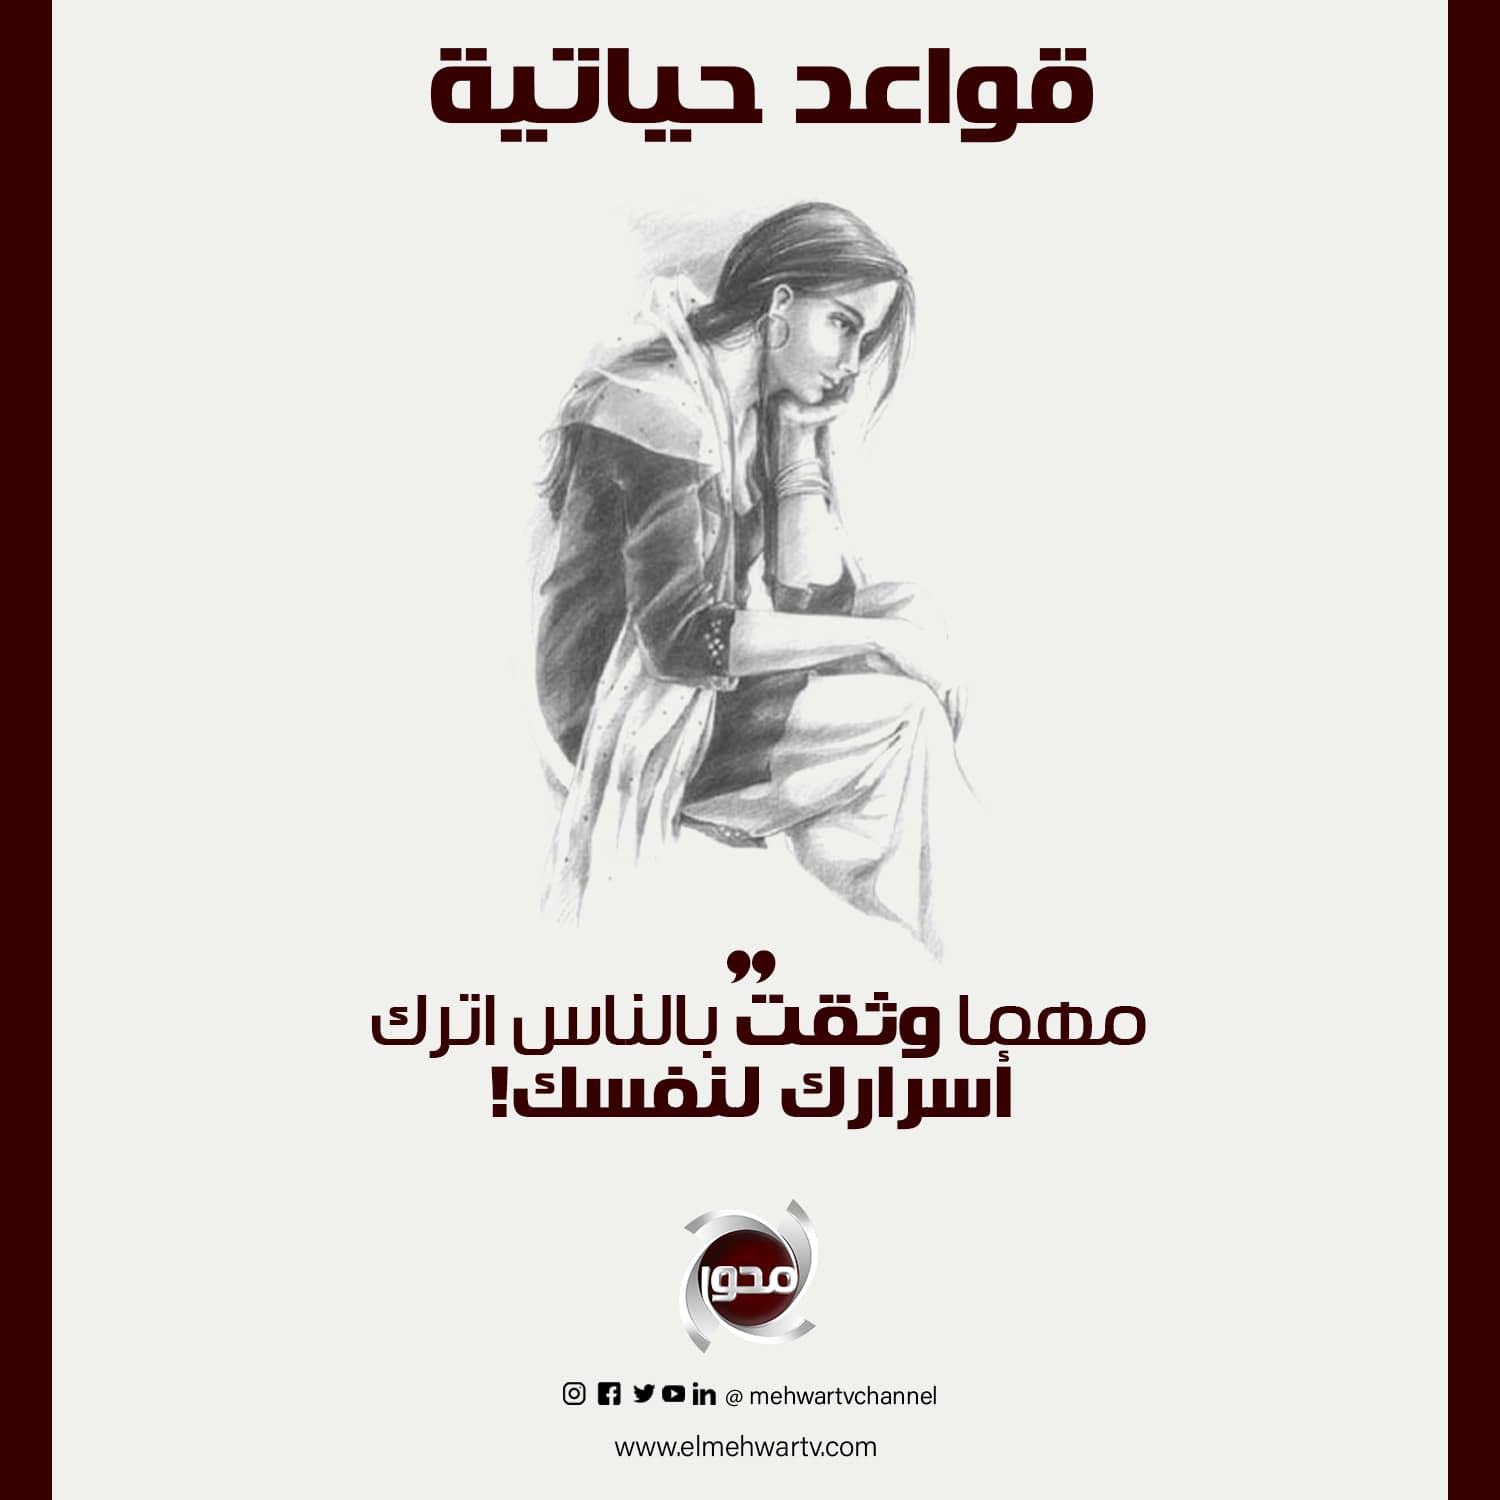 قواعد حياتية
”
مهما وثقت بالناس اترك
أسرارك لنفسك!
محور
@ mehwartvchannel
www.elmehwartv.com